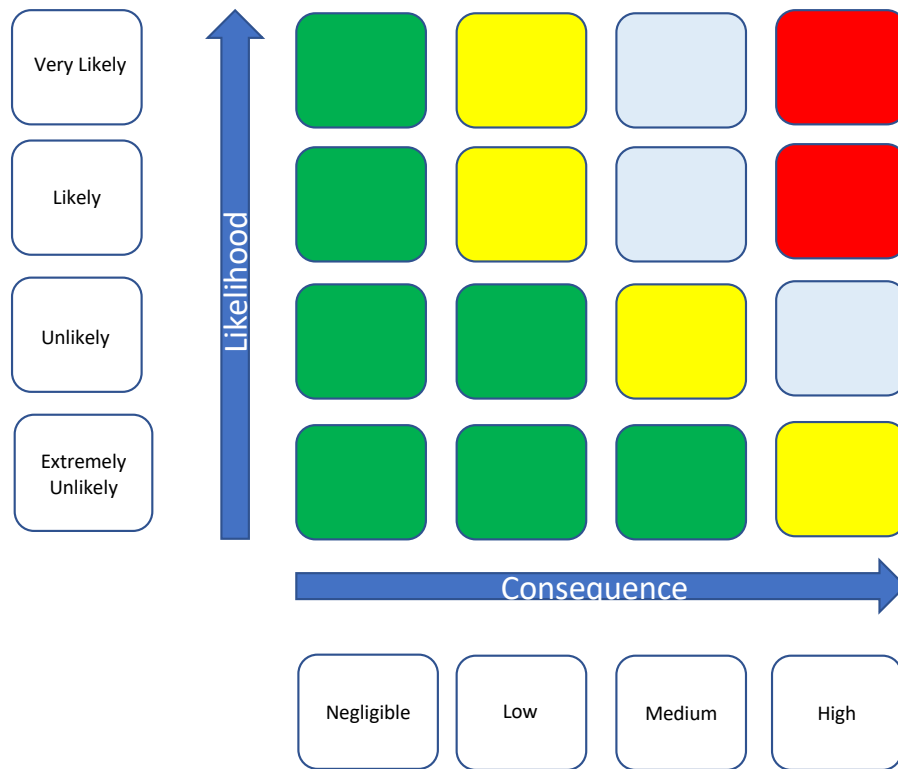 Very Likely
Likely
Unlikely
Extremely
Unlikely
Likelihood
Consequence
Negligible
Low
Medium
High